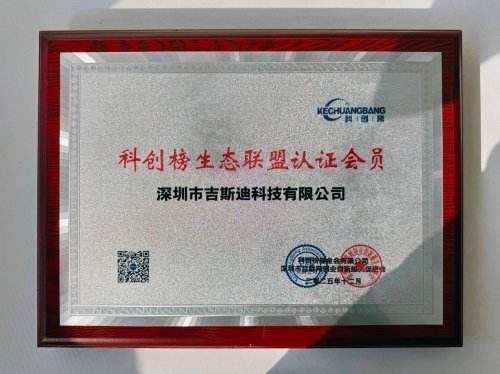 KECHUANGBANG
科创榜
科创榜生态联盟认证会员
深圳市吉斯迪科技有限公司
二零二五年十二月